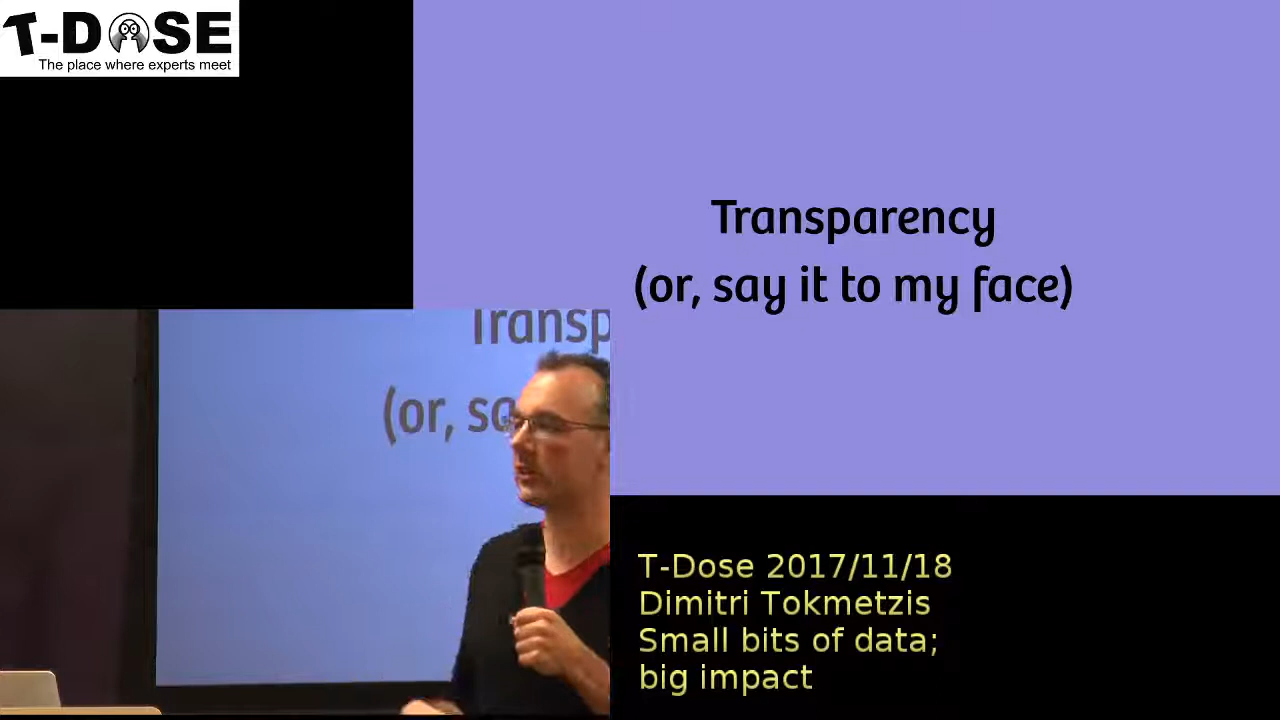 T-DOSE
The place where experts meet
Transparency
(or, say it to my face)
Transp
(or, sa
T-Dose 2017/11/18
Dimitri Tokmetzis
Small bits of data;
big impact